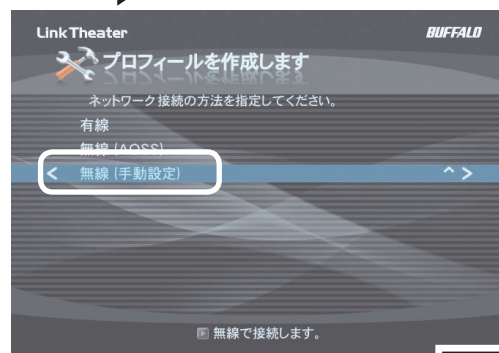 LinkTheater
BUFFALO
プロフィールを作成します
ネットワーク接続の方法を指定してください。
有線
無線 (AOSS)
< 無線 (手動設定) ^ >
無線で接続します。